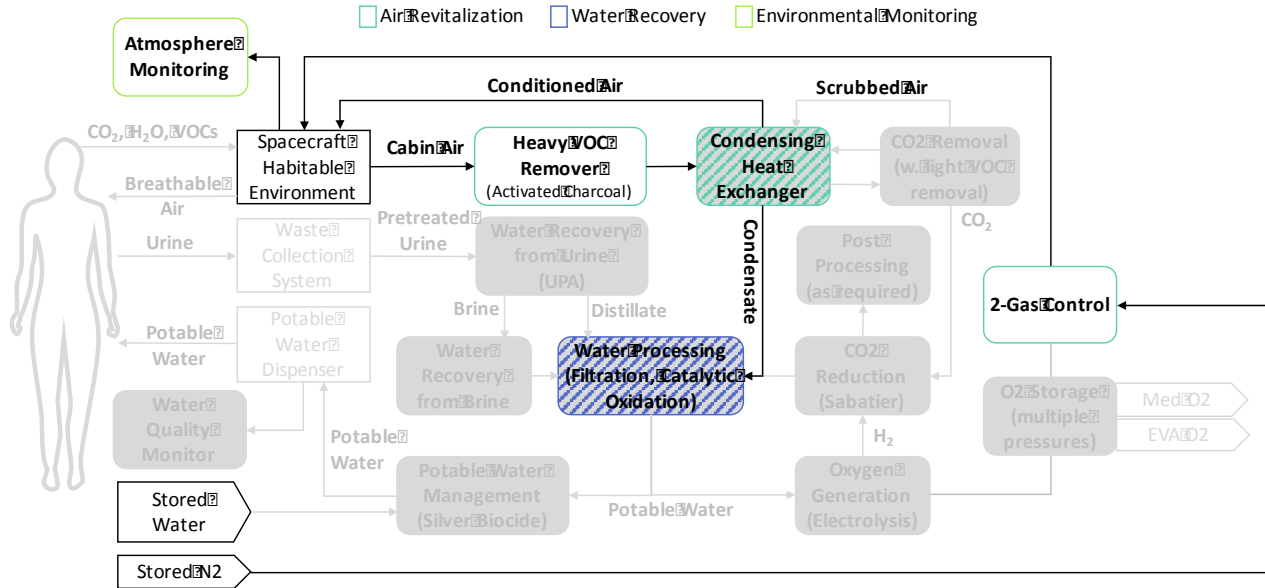 Air Revitalization
Water Recovery
Environmental Monitoring
Atmosphere
Monitoring
Conditioned Air
Scrubbed Air
CO₂, H₂O, VOCs
Spacecraft
Habitable
Environment
Cabin Air
Heavy VOC
Remover
(Activated Charcoal)
Condensing
Heat
Exchanger
CO2 Removal
(w. light VOC
removal)
Breathable
Air
CO₂
Urine
Waste
Collection
System
Pretreated
Urine
Water Recovery
from Urine
(UPA)
Condensate
Post
Processing
(as required)
2-Gas Control
Brine
Distillate
Potable
Water
Potable
Water
Dispenser
Water
Recovery
from Brine
Water Processing
(Filtration, Catalytic
Oxidation)
CO2
Reduction
(Sabatier)
O2 Storage
(multiple
pressures)
Med O2
EVA O2
Water
Quality
Monitor
Potable
Water
H₂
Potable Water
Management
(Silver Biocide)
Potable Water
Oxygen
Generation
(Electrolysis)
Stored
Water
Stored N2